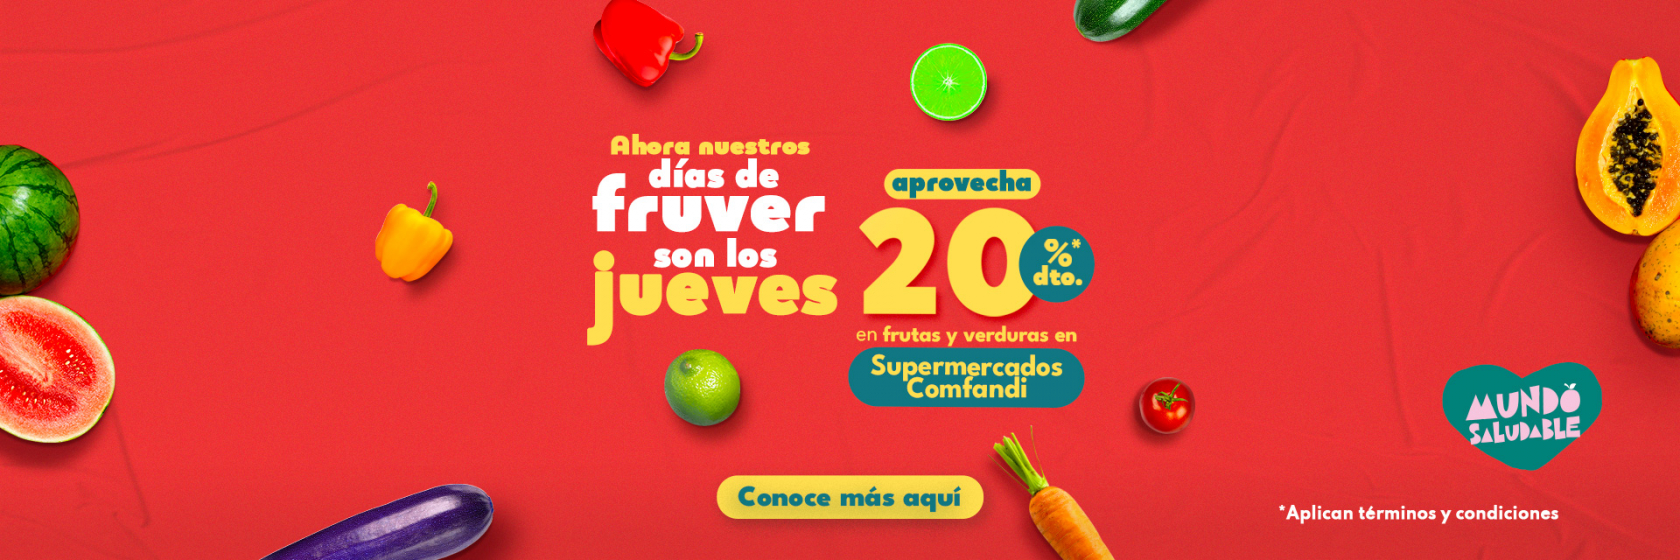 Ahora nuestros
días de
fruver
son los
jueves
aprovecha
20
%*
dto.
en frutas y verduras en
Supermercados
Comfandi
Conoce más aquí
MUNDO
SALUDABLE
*Aplican términos y condiciones